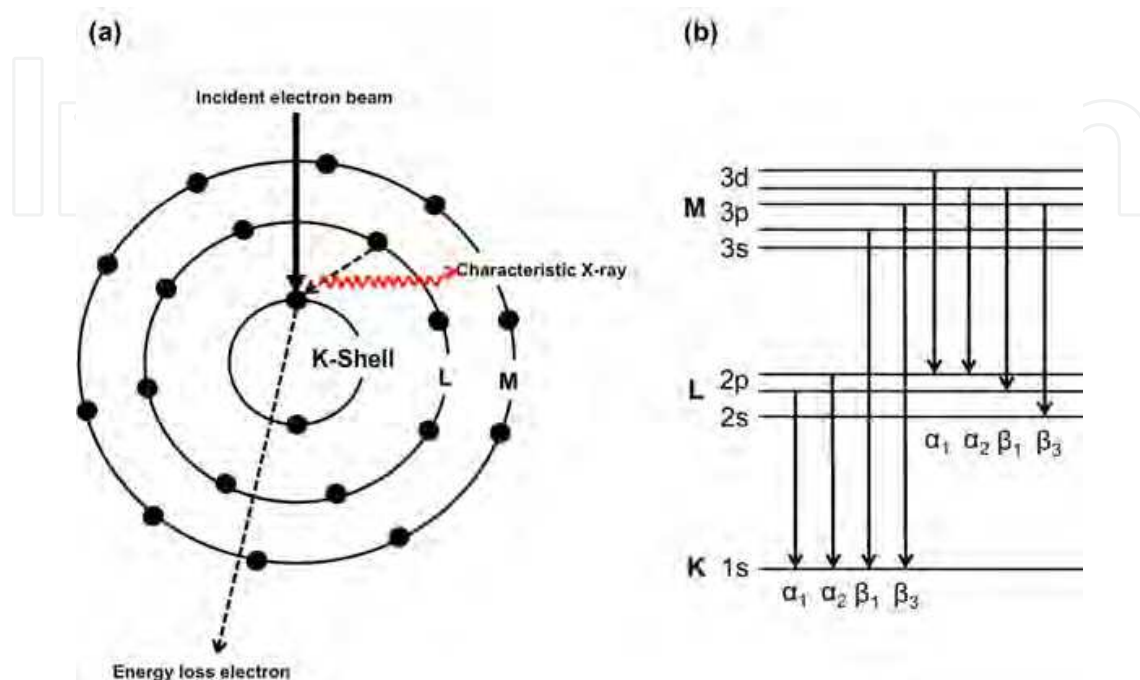 (a)
Incident electron beam
Characteristic X-ray
K-Shell
L
M
Energy loss electron
(b)
3d
M
3p
3s
2p
L
2s
α₁ α₂ β₁ β₃
K 1s
α₁ α₂ β₁ β₃